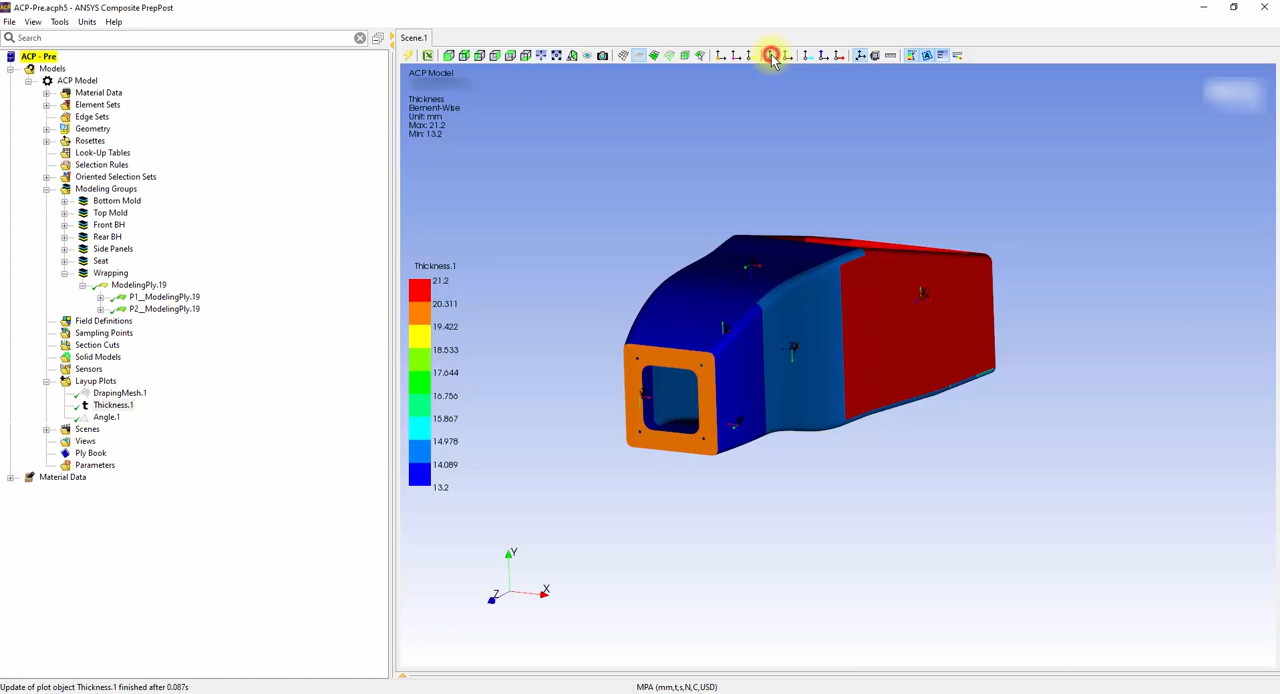 ACP-Pre.acph5 - ANSYS Composite PrepPost
File View Tools Units Help
Search
Scene.1
ACP - Pre
Models
ACP Model
Material Data
Element Sets
Edge Sets
Geometry
Rosettes
Look-Up Tables
Selection Rules
Oriented Selection Sets
Modeling Groups
Bottom Mold
Top Mold
Front BH
Rear BH
Side Panels
Seat
Wrapping
ModelingPly.19
P1__ModelingPly.19
P2__ModelingPly.19
Field Definitions
Sampling Points
Section Cuts
Solid Models
Sensors
Layup Plots
DrapingMesh.1
Thickness.1
Angle.1
Scenes
Views
Ply Book
Parameters
Material Data
ACP Model
Thickness
Element-Wise
Unit: mm
Max: 21.2
Min: 13.2
Thickness.1
21.2
20.311
19.422
18.533
17.644
16.756
15.867
14.978
14.089
13.2
Y
Z
X
Update of plot object Thickness.1 finished after 0.087s
MPA (mm,t,s,N,C,USD)